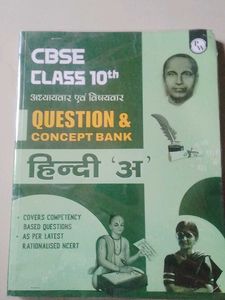 CBSE
CLASS 10th
अध्यायवार एवं विषयवार
QUESTION &
CONCEPT BANK
हिन्दी 'अ'
• COVERS COMPETENCY
BASED QUESTIONS
• AS PER LATEST
RATIONALISED NCERT